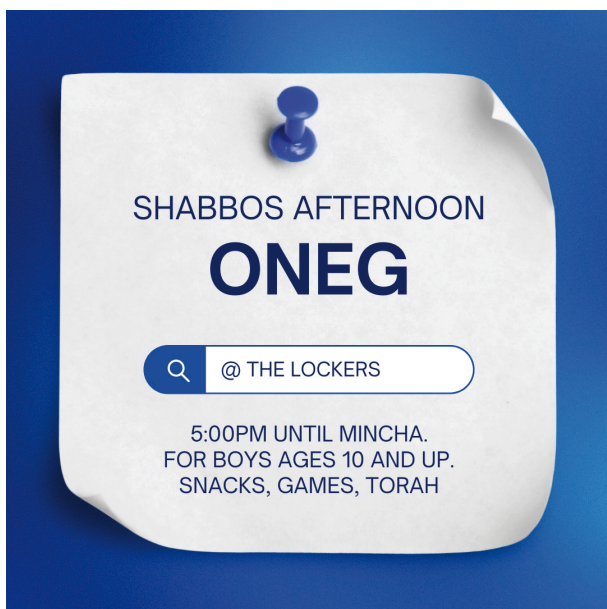 SHABBOS AFTERNOON
ONEG
@ THE LOCKERS
5:00PM UNTIL MINCHA.
FOR BOYS AGES 10 AND UP.
SNACKS, GAMES, TORAH